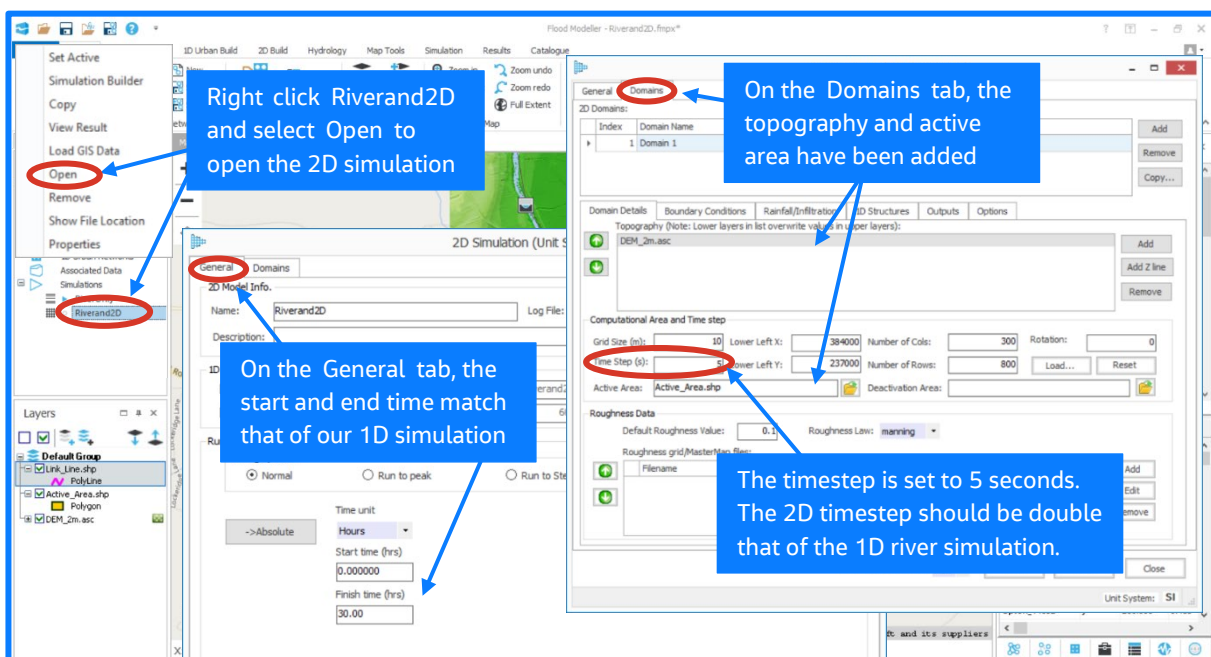 Flood Modeller - Riverand2D.fmpx*
1D Urban Build 2D Build Hydrology Map Tools Simulation Results Catalogue
Set Active
Simulation Builder
Copy
View Result
Load GIS Data
Open
Remove
Show File Location
Properties
Zoom undo
Zoom redo
Full Extent
Map
Right click Riverand2D
and select Open to
open the 2D simulation
Associated Data
Simulations
Riverand2D
Layers
Default Group
Link_Line.shp
PolyLine
Active_Area.shp
Polygon
DEM_2m.asc
2D Simulation (Unit S
General Domains
2D Model Info.
Name: Riverand2D Log File:
Description:
On the General tab, the
start and end time match
that of our 1D simulation
Normal Run to peak Run to Ste
->Absolute
Time unit
Hours
Start time (hrs)
0.000000
Finish time (hrs)
30.00
General Domains
2D Domains:
Index Domain Name
1 Domain 1
Add
Remove
Copy...
On the Domains tab, the
topography and active
area have been added
Domain Details Boundary Conditions Rainfall/Infiltration 1D Structures Outputs Options
Topography (Note: Lower layers in list overwrite values in upper layers):
DEM_2m.asc
Add
Add Z line
Remove
Computational Area and Time step
Grid Size (m): 10 Lower Left X: 384000 Number of Cols: 300 Rotation: 0
Time Step (s): 5 Lower Left Y: 237000 Number of Rows: 800 Load... Reset
Active Area: Active_Area.shp Deactivation Area:
Roughness Data
Default Roughness Value: 0.1 Roughness Law: manning
Roughness grid/MasterMap files:
Filename
Add
Edit
The timestep is set to 5 seconds.
The 2D timestep should be double
that of the 1D river simulation.
Close
Unit System: SI
ft and its suppliers